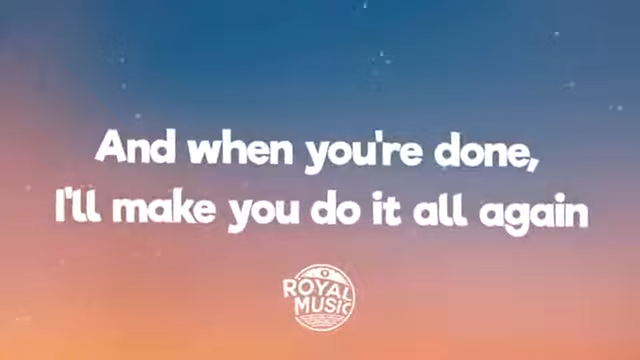 And when you're done,
I'll make you do it all again
ROYAL
MUSIC